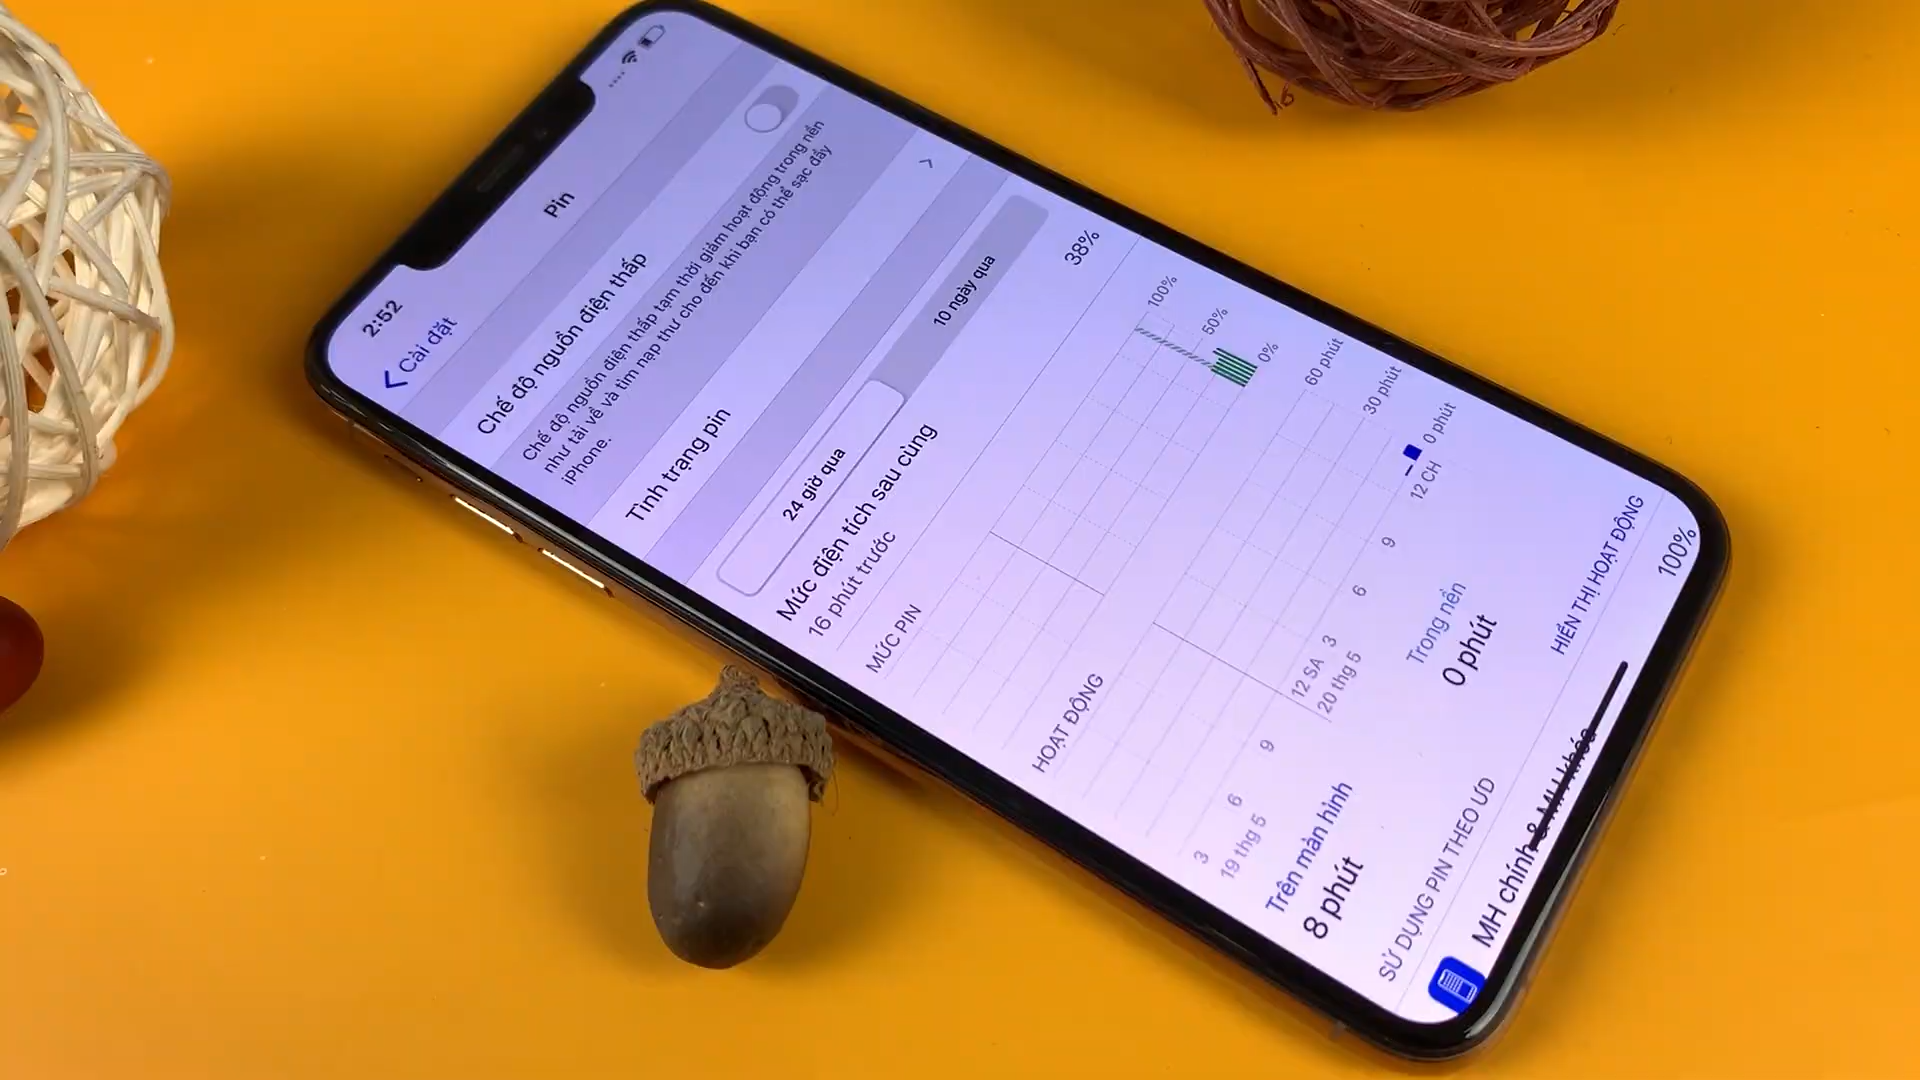 2:52
Cài đặt
Pin
Chế độ nguồn điện thấp
Chế độ nguồn điện thấp tạm thời giảm hoạt động trong nền
như tải về và tìm nạp thư cho đến khi bạn có thể sạc đầy
iPhone.
Tình trạng pin
24 giờ qua
10 ngày qua
Mức điện tích sau cùng
38%
16 phút trước
MỨC PIN
100%
50%
0%
HOẠT ĐỘNG
60 phút
30 phút
0 phút
3 6 9 12 SA 3 6 9 12 CH
19 thg 5 20 thg 5
Trên màn hình
Trong nền
8 phút
0 phút
SỬ DỤNG PIN THEO ƯD
HIỂN THỊ HOẠT ĐỘNG
MH chính & MH khóa
100%